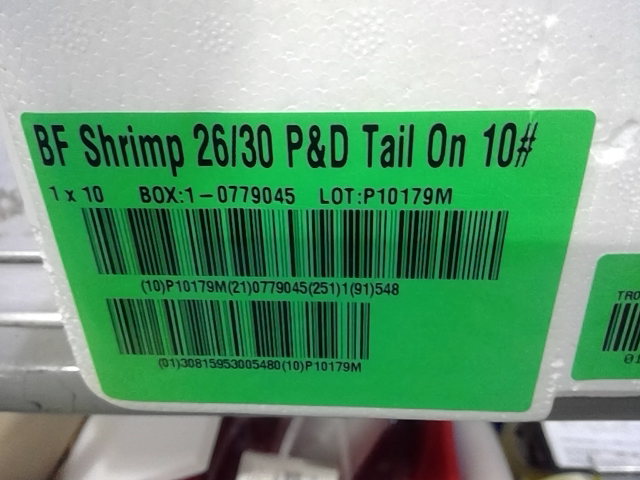 BF Shrimp 26/30 P&D Tail On 10#
1 x 10 BOX:1-0779045 LOT:P10179M
(10)P10179M(21)0779045(251)1(91)548
(01)30815953005480(10)P10179M